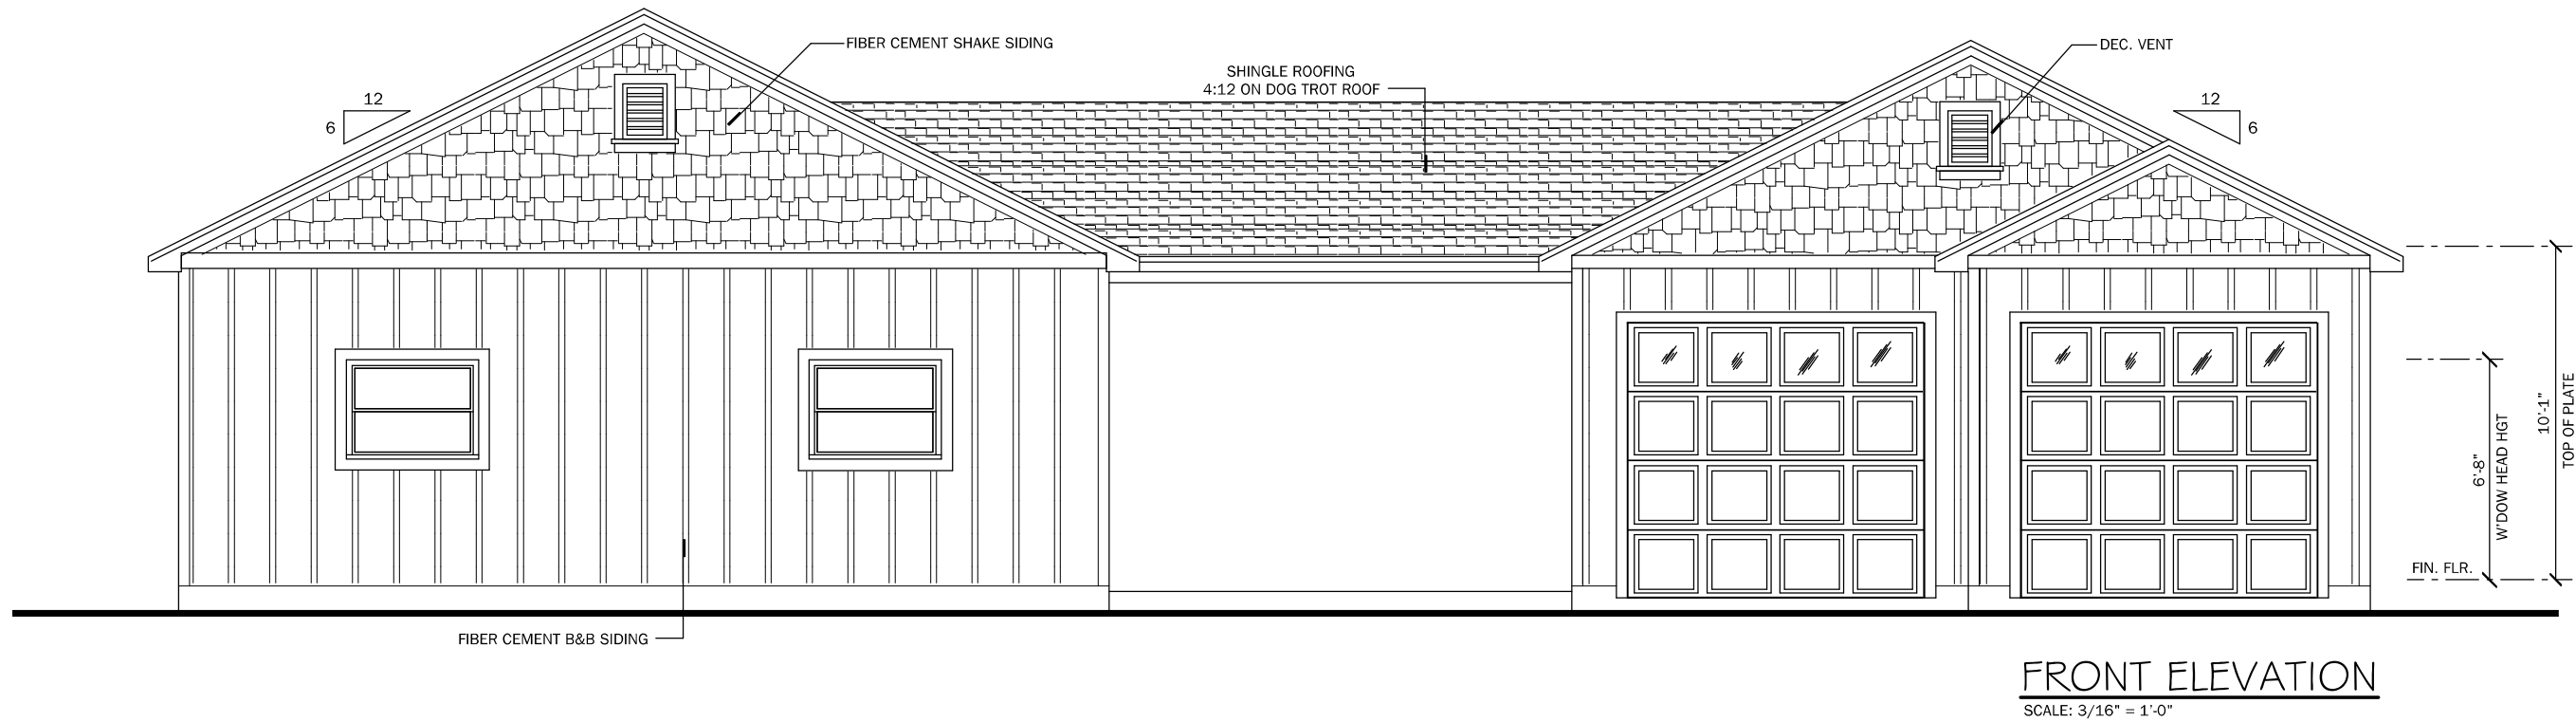 FIBER CEMENT SHAKE SIDING
DEC. VENT
SHINGLE ROOFING
4:12 ON DOG TROT ROOF
12
6
12
6
10'-1"
TOP OF PLATE
6'-8"
W'DOW HEAD HGT
FIN. FLR.
FIBER CEMENT B&B SIDING
FRONT ELEVATION
SCALE: 3/16" = 1'-0"